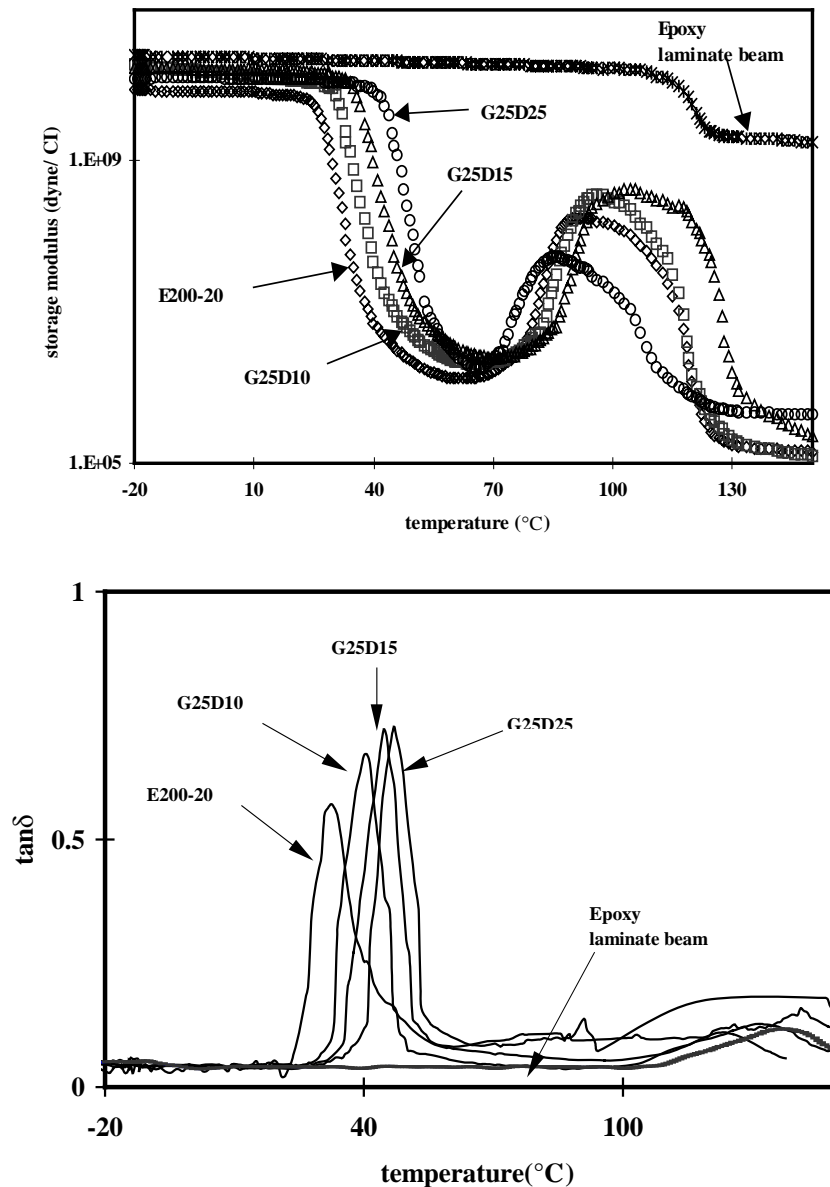 Epoxy
laminate beam
G25D25
1.E+09
G25D15
E200-20
G25D10
storage modulus (dyne/ CI)
1.E+05
-20 10 40 70 100 130
temperature (°C)
1
G25D15
G25D10
G25D25
E200-20
0.5
tanδ
Epoxy
laminate beam
0
-20 40 100
temperature(°C)